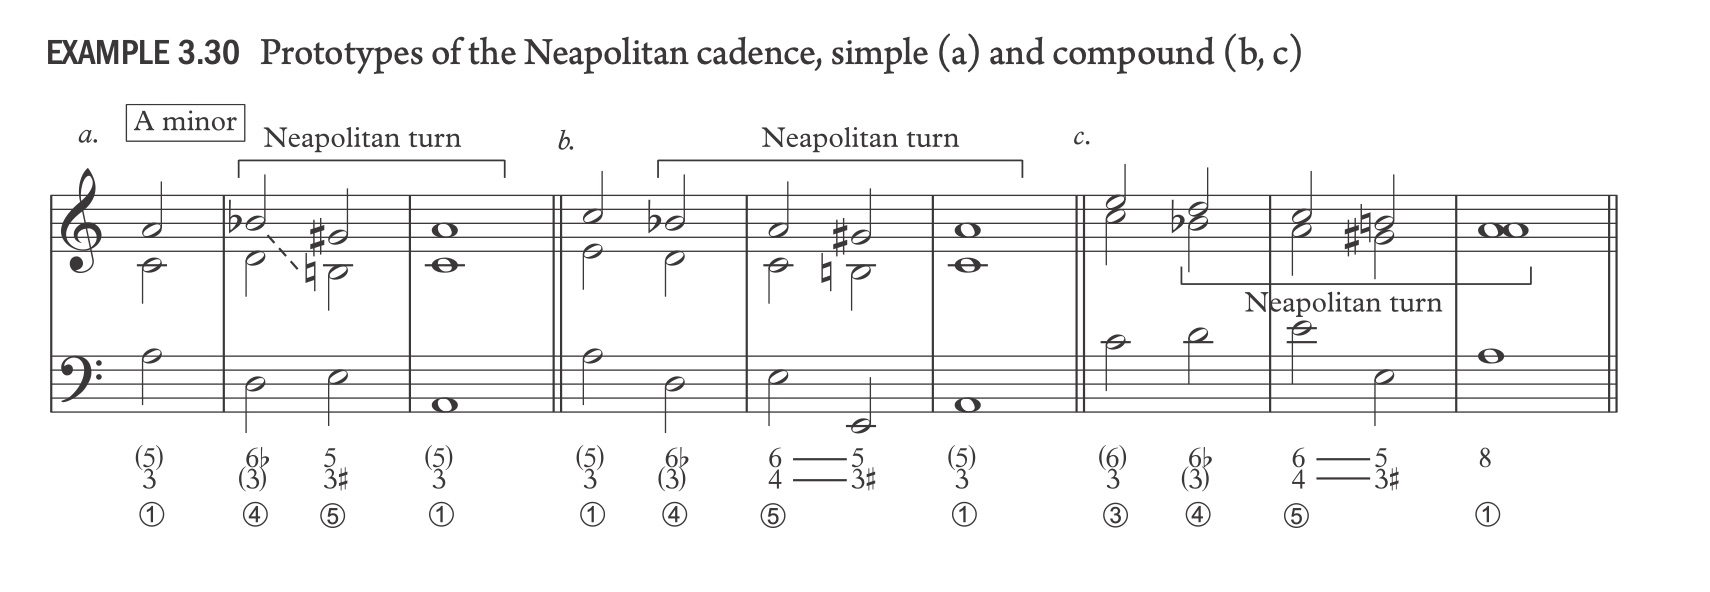 EXAMPLE 3.30 Prototypes of the Neapolitan cadence, simple (a) and compound (b, c)
a. A minor Neapolitan turn b. Neapolitan turn c.
Neapolitan turn
(5) 6♭ 5 (5) (5) 6♭ 6 — 5 (5) (6) 6♭ 6 — 5 8
3 (3) 3♯ 3 3 (3) 4 — 3♯ 3 3 (3) 4 — 3♯
① ④ ⑤ ① ① ④ ⑤ ① ③ ④ ⑤ ①